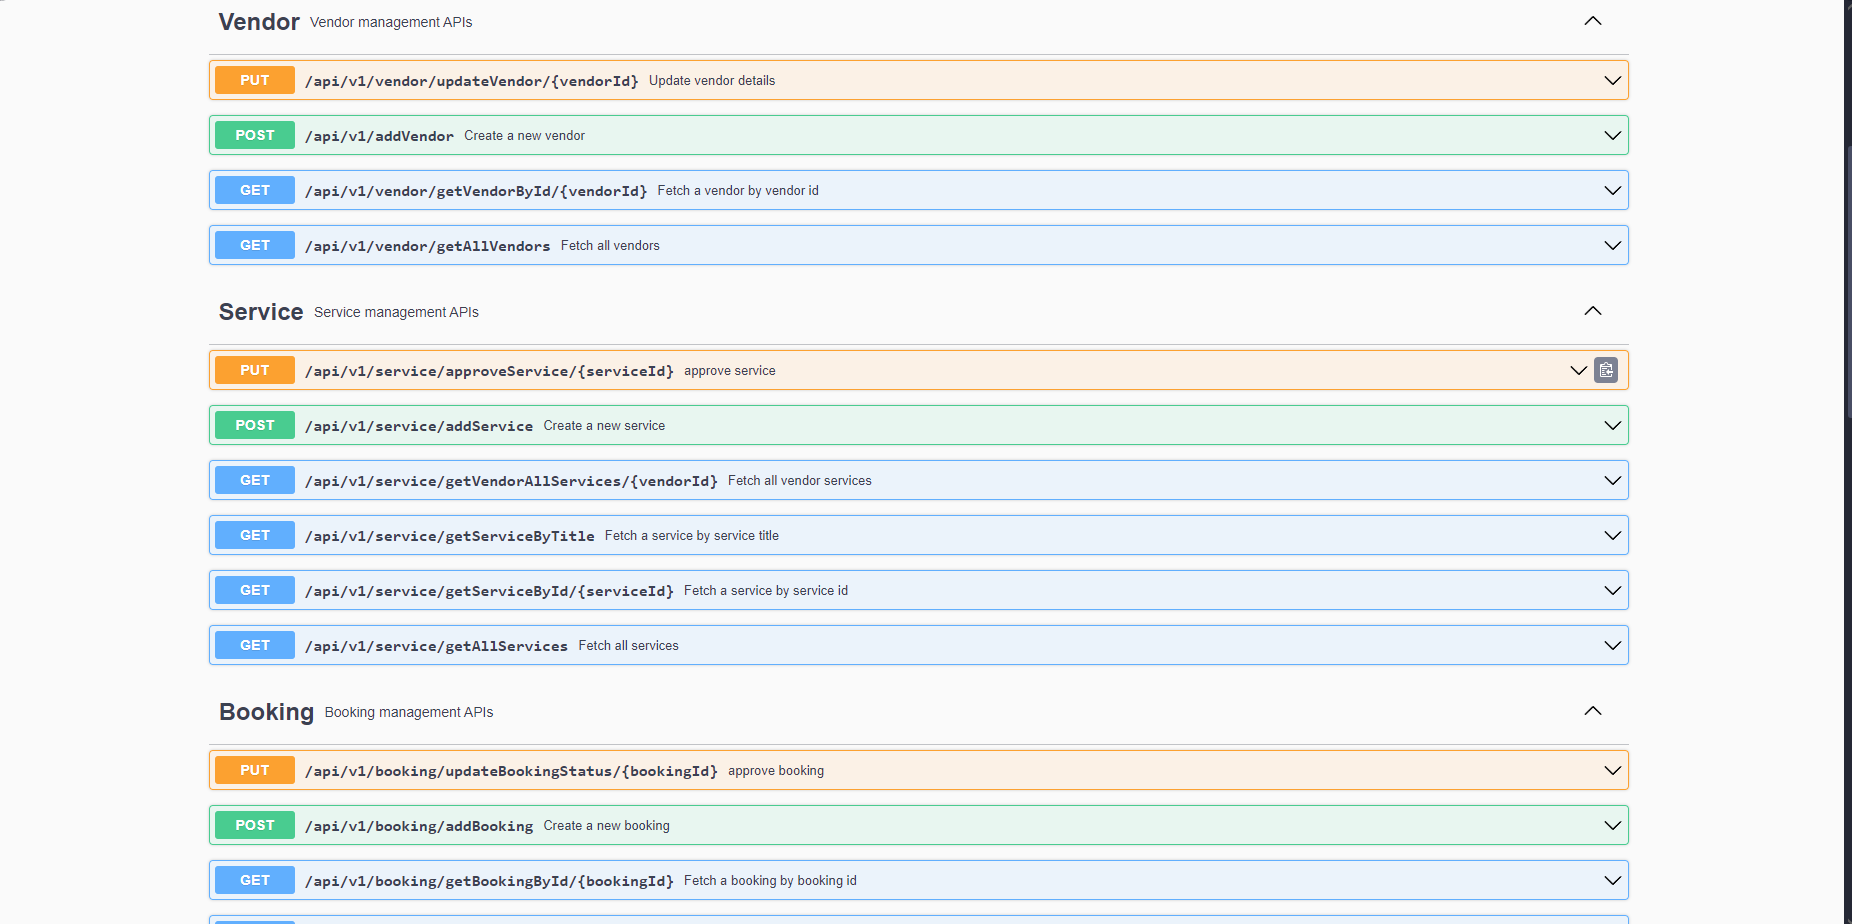 Vendor Vendor management APIs
PUT /api/v1/vendor/updateVendor/{vendorId} Update vendor details
POST /api/v1/addVendor Create a new vendor
GET /api/v1/vendor/getVendorById/{vendorId} Fetch a vendor by vendor id
GET /api/v1/vendor/getAllVendors Fetch all vendors
Service Service management APIs
PUT /api/v1/service/approveService/{serviceId} approve service
POST /api/v1/service/addService Create a new service
GET /api/v1/service/getVendorAllServices/{vendorId} Fetch all vendor services
GET /api/v1/service/getServiceByTitle Fetch a service by service title
GET /api/v1/service/getServiceById/{serviceId} Fetch a service by service id
GET /api/v1/service/getAllServices Fetch all services
Booking Booking management APIs
PUT /api/v1/booking/updateBookingStatus/{bookingId} approve booking
POST /api/v1/booking/addBooking Create a new booking
GET /api/v1/booking/getBookingById/{bookingId} Fetch a booking by booking id